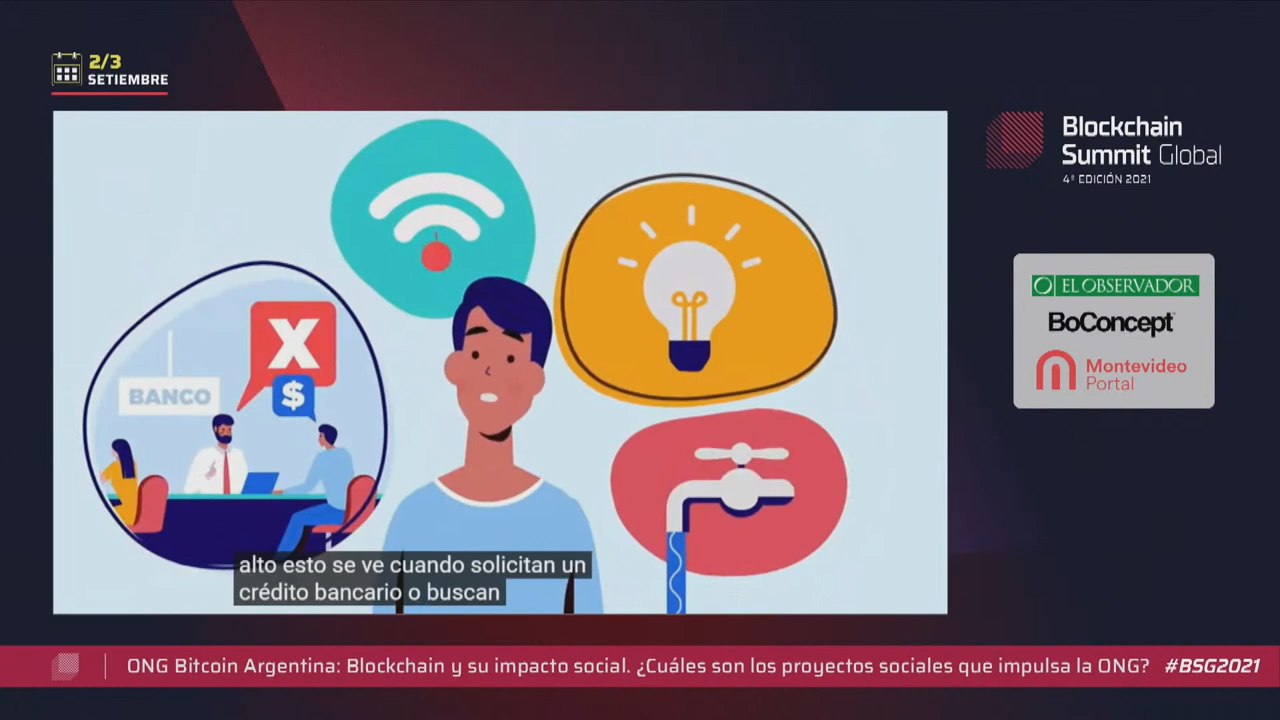 2/3
SETIEMBRE
Blockchain
Summit Global
4ª EDICIÓN 2021
EL OBSERVADOR
BoConcept
Montevideo
Portal
X
$
BANCO
alto esto se ve cuando solicitan un
crédito bancario o buscan
ONG Bitcoin Argentina: Blockchain y su impacto social. ¿Cuáles son los proyectos sociales que impulsa la ONG? #BSG2021